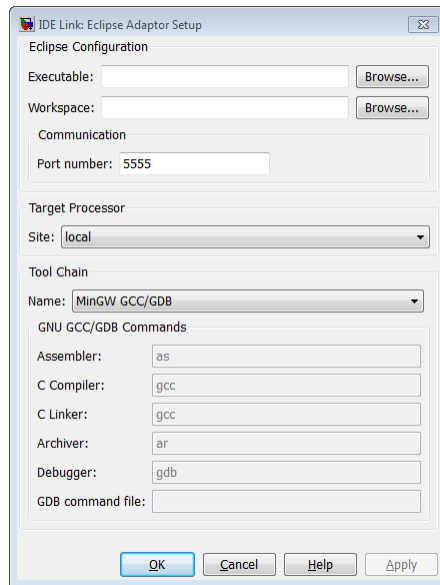 IDE Link: Eclipse Adaptor Setup
Eclipse Configuration
Executable: Browse...
Workspace: Browse...
Communication
Port number: 5555
Target Processor
Site: local
Tool Chain
Name: MinGW GCC/GDB
GNU GCC/GDB Commands
Assembler: as
C Compiler: gcc
C Linker: gcc
Archiver: ar
Debugger: gdb
GDB command file:
OK Cancel Help Apply